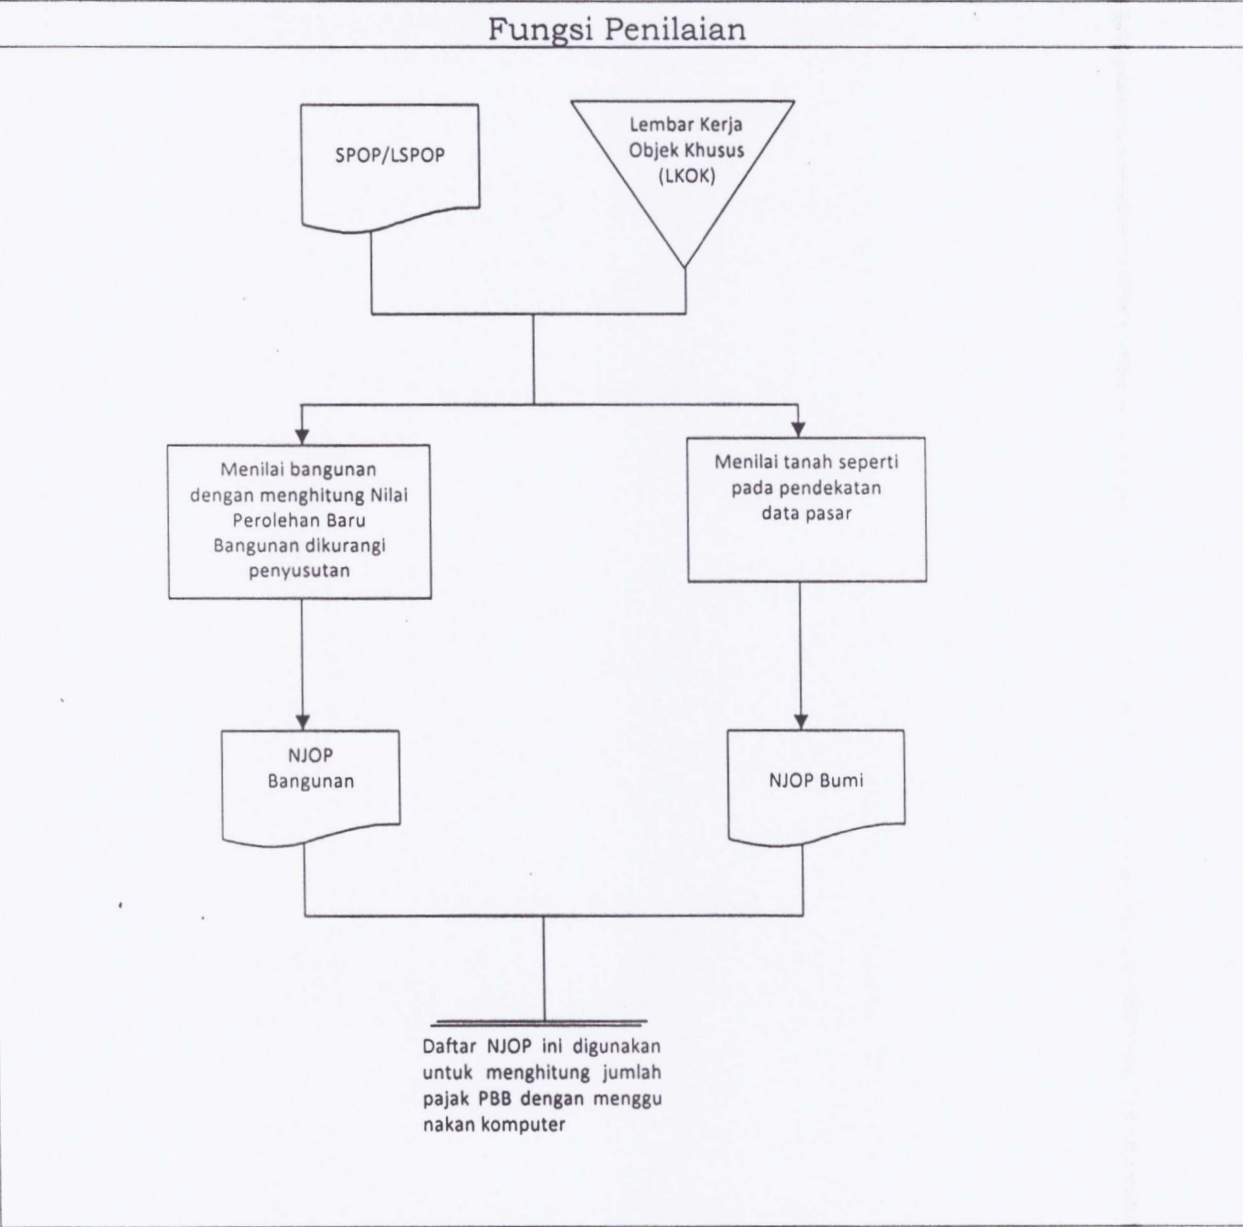 Fungsi Penilaian
SPOP/LSPOP
Lembar Kerja
Objek Khusus
(LKOK)
Menilai bangunan
dengan menghitung Nilai
Perolehan Baru
Bangunan dikurangi
penyusutan
Menilai tanah seperti
pada pendekatan
data pasar
NJOP
Bangunan
NJOP Bumi
Daftar NJOP ini digunakan
untuk menghitung jumlah
pajak PBB dengan menggu
nakan komputer